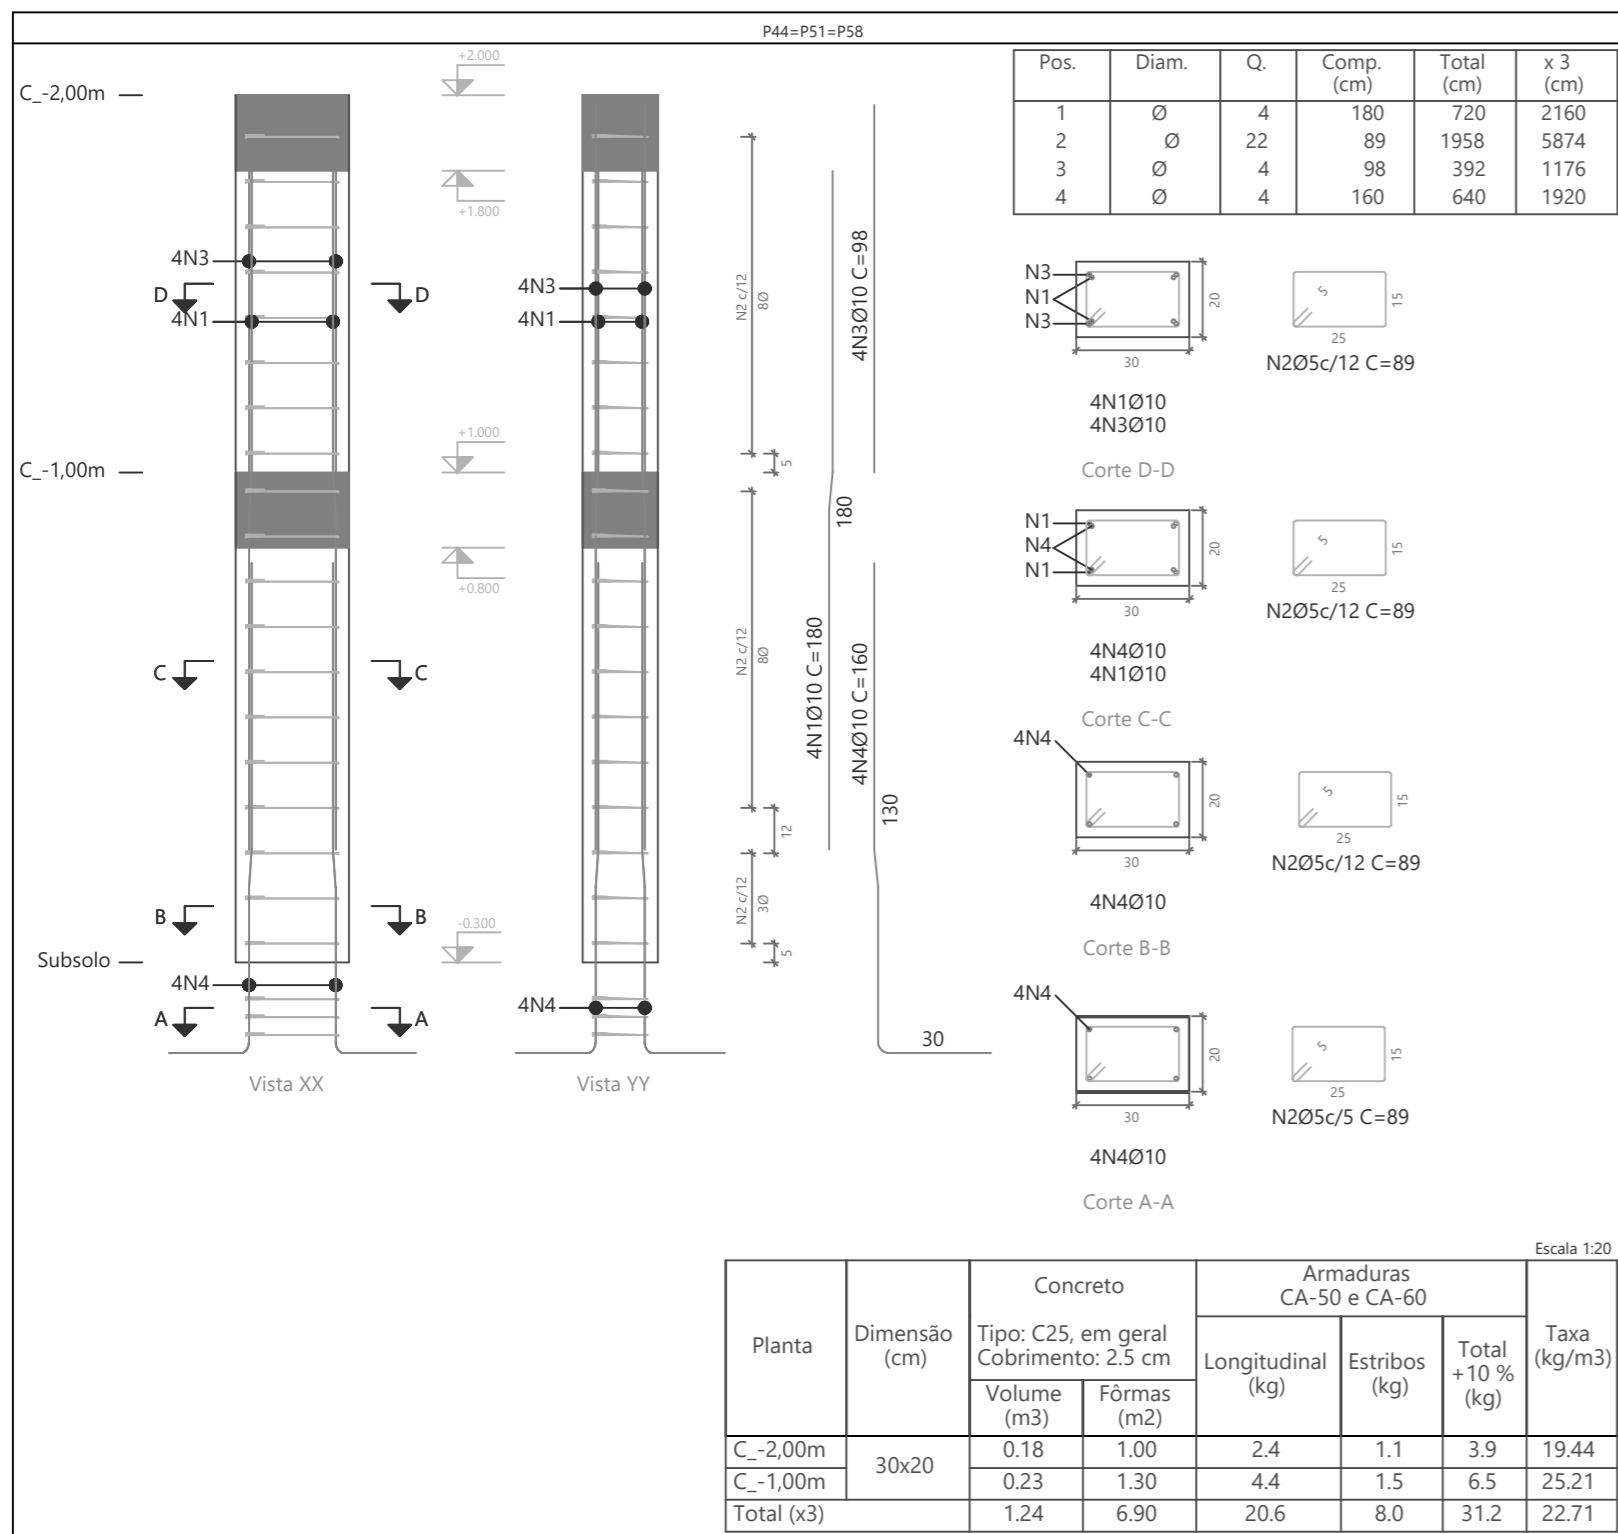 P44=P51=P58
Pos. Diam. Q. Comp. (cm) Total (cm) x 3 (cm)
1 Ø 4 180 720 2160
2 Ø 22 89 1958 5874
3 Ø 4 98 392 1176
4 Ø 4 160 640 1920
C_-2,00m
4N3
D D
4N1
C_-1,00m
C C
B B
Subsolo
4N4
A A
Vista XX
+2.000
+1.800
+1.000
+0.800
-0.300
4N3
4N1
4N4
Vista YY
N2 c/12
8Ø
5
N2 c/12
8Ø
12
N2 c/12
3Ø
5
4N3Ø10 C=98
180
4N1Ø10 C=180
4N4Ø10 C=160
130
30
N3
N1
N3
20
30
5
15
25
N2Ø5c/12 C=89
4N1Ø10
4N3Ø10
Corte D-D
N1
N4
N1
20
30
5
15
25
N2Ø5c/12 C=89
4N4Ø10
4N1Ø10
Corte C-C
4N4
20
30
5
15
25
N2Ø5c/12 C=89
4N4Ø10
Corte B-B
4N4
20
30
5
15
25
N2Ø5c/5 C=89
4N4Ø10
Corte A-A
Escala 1:20
Planta
Dimensão
(cm)
Concreto
Tipo: C25, em geral
Cobrimento: 2.5 cm
Volume
(m3)
Fôrmas
(m2)
Armaduras
CA-50 e CA-60
Longitudinal
(kg)
Estribos
(kg)
Total
+10 %
(kg)
Taxa
(kg/m3)
C_-2,00m 30x20 0.18 1.00 2.4 1.1 3.9 19.44
C_-1,00m 0.23 1.30 4.4 1.5 6.5 25.21
Total (x3) 1.24 6.90 20.6 8.0 31.2 22.71